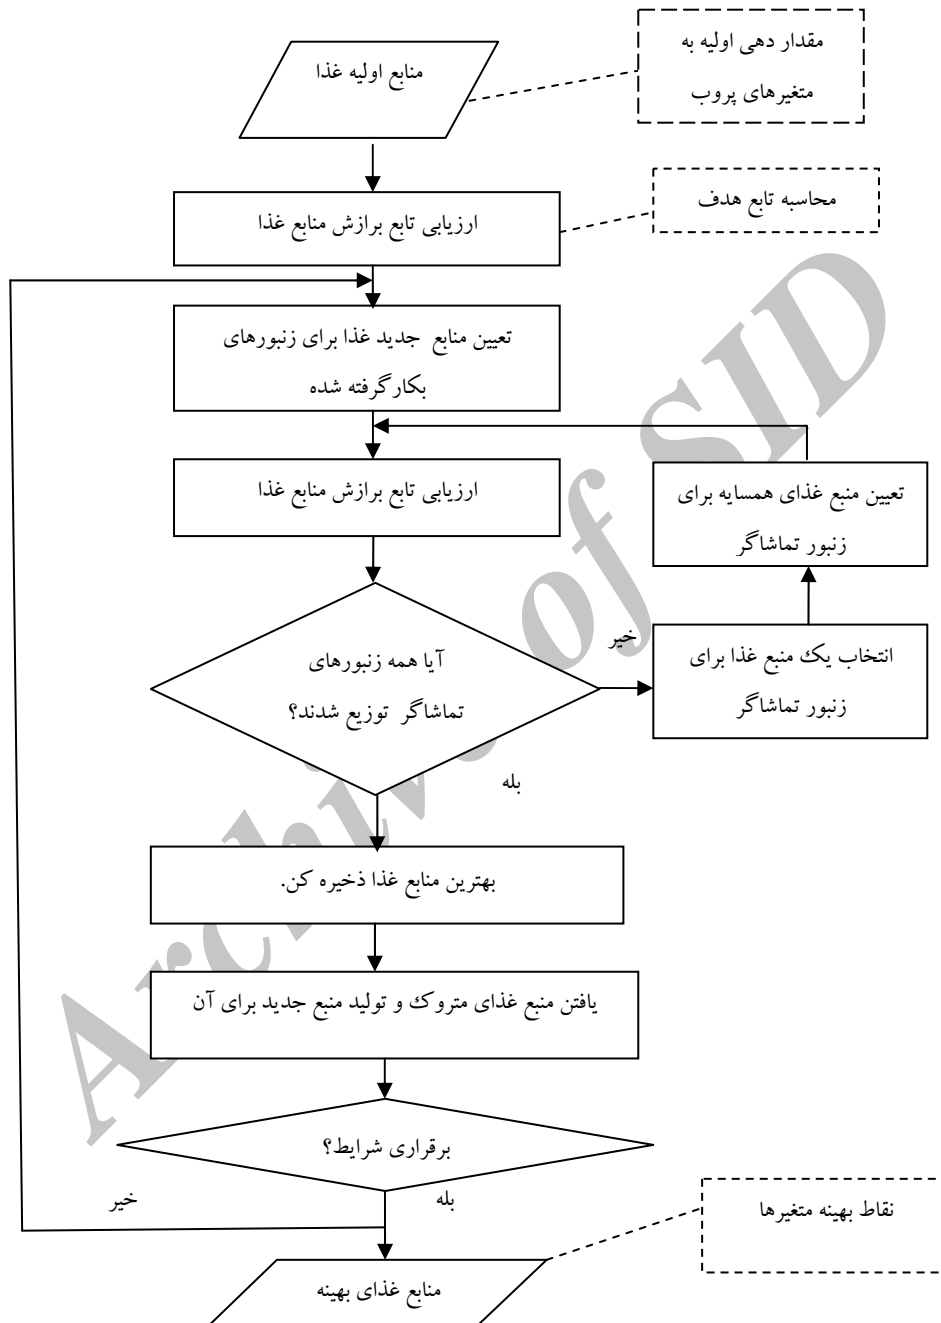 منابع اولیه غذا
مقدار دهی اولیه به
متغیرهای پروب
ارزیابی تابع برازش منابع غذا
محاسبه تابع هدف
تعیین منابع جدید غذا برای زنبورهای
بکارگرفته شده
ارزیابی تابع برازش منابع غذا
تعیین منبع غذای همسایه برای
زنبور تماشاگر
آیا همه زنبورهای
تماشاگر توزیع شدند؟
خیر
انتخاب یک منبع غذا برای
زنبور تماشاگر
بله
بهترین منابع غذا ذخیره کن.
یافتن منبع غذای متروک و تولید منبع جدید برای آن
برقراری شرایط؟
خیر
بله
نقاط بهینه متغیرها
منابع غذای بهینه
Archive of SID